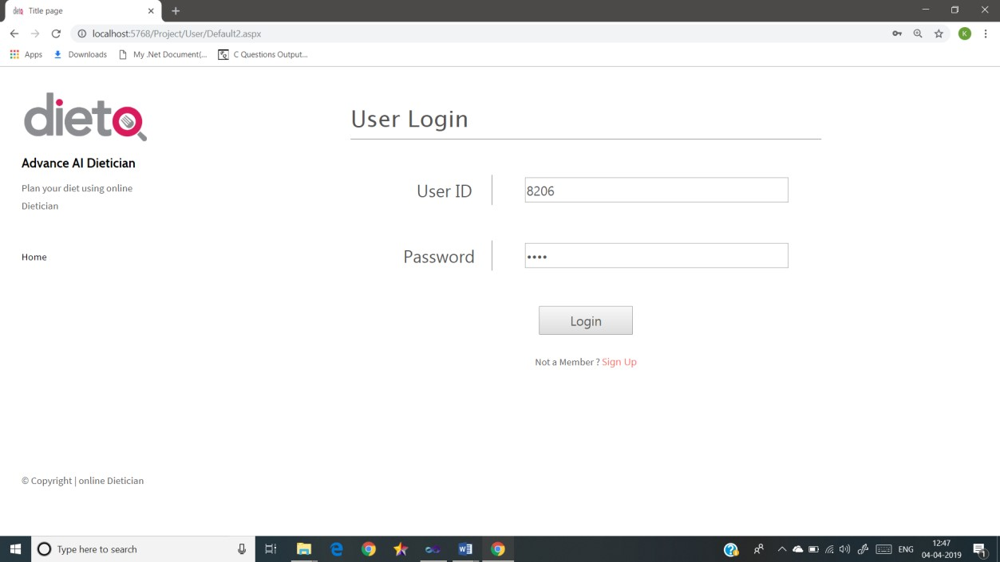 Title page
localhost:5768/Project/User/Default2.aspx
K
Apps
Downloads
My .Net Document(...
C Questions Output...
dieto
Advance AI Dietician
Plan your diet using online
Dietician
Home
© Copyright | online Dietician
User Login
User ID
8206
Password
Login
Not a Member ? Sign Up
Type here to search
ENG
12:47
04-04-2019
1